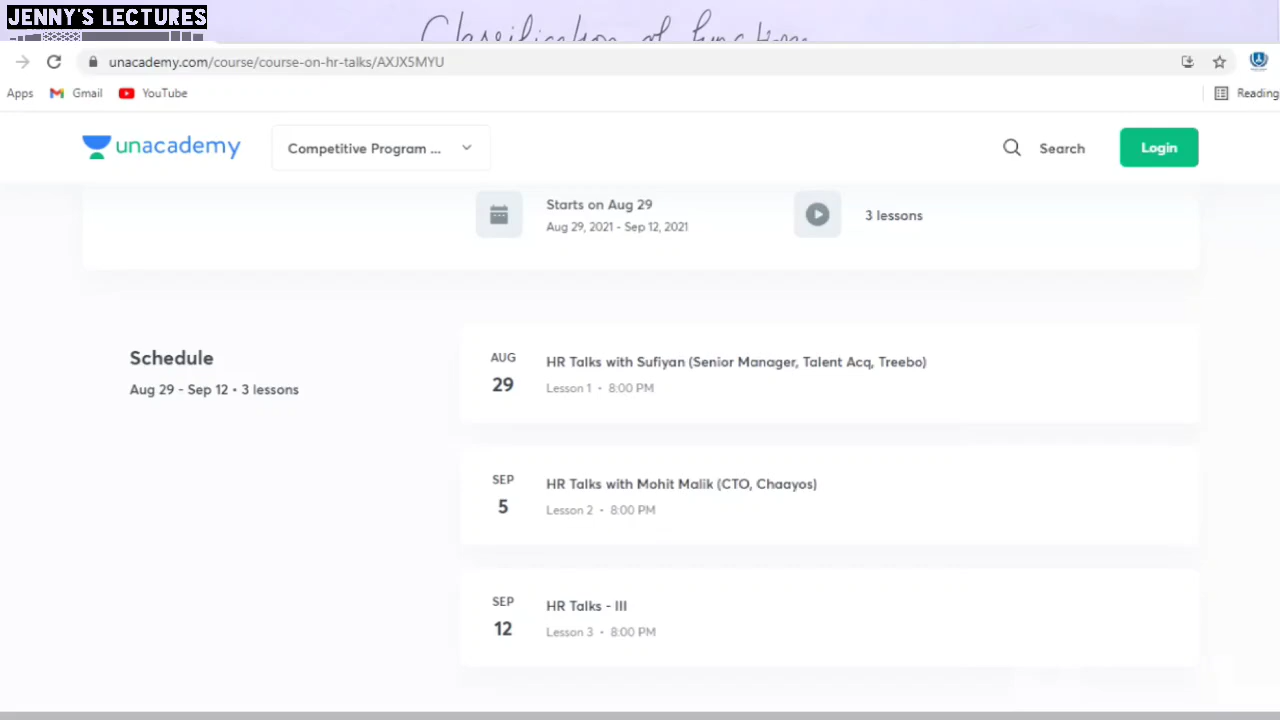 JENNY'S LECTURES
Classification of functions
unacademy.com/course/course-on-hr-talks/AXJX5MYU
Apps Gmail YouTube Reading
unacademy Competitive Program ... Search Login
Starts on Aug 29
Aug 29, 2021 - Sep 12, 2021
3 lessons
Schedule
Aug 29 - Sep 12 • 3 lessons
AUG
29
HR Talks with Sufiyan (Senior Manager, Talent Acq, Treebo)
Lesson 1 • 8:00 PM
SEP
5
HR Talks with Mohit Malik (CTO, Chaayos)
Lesson 2 • 8:00 PM
SEP
12
HR Talks - III
Lesson 3 • 8:00 PM